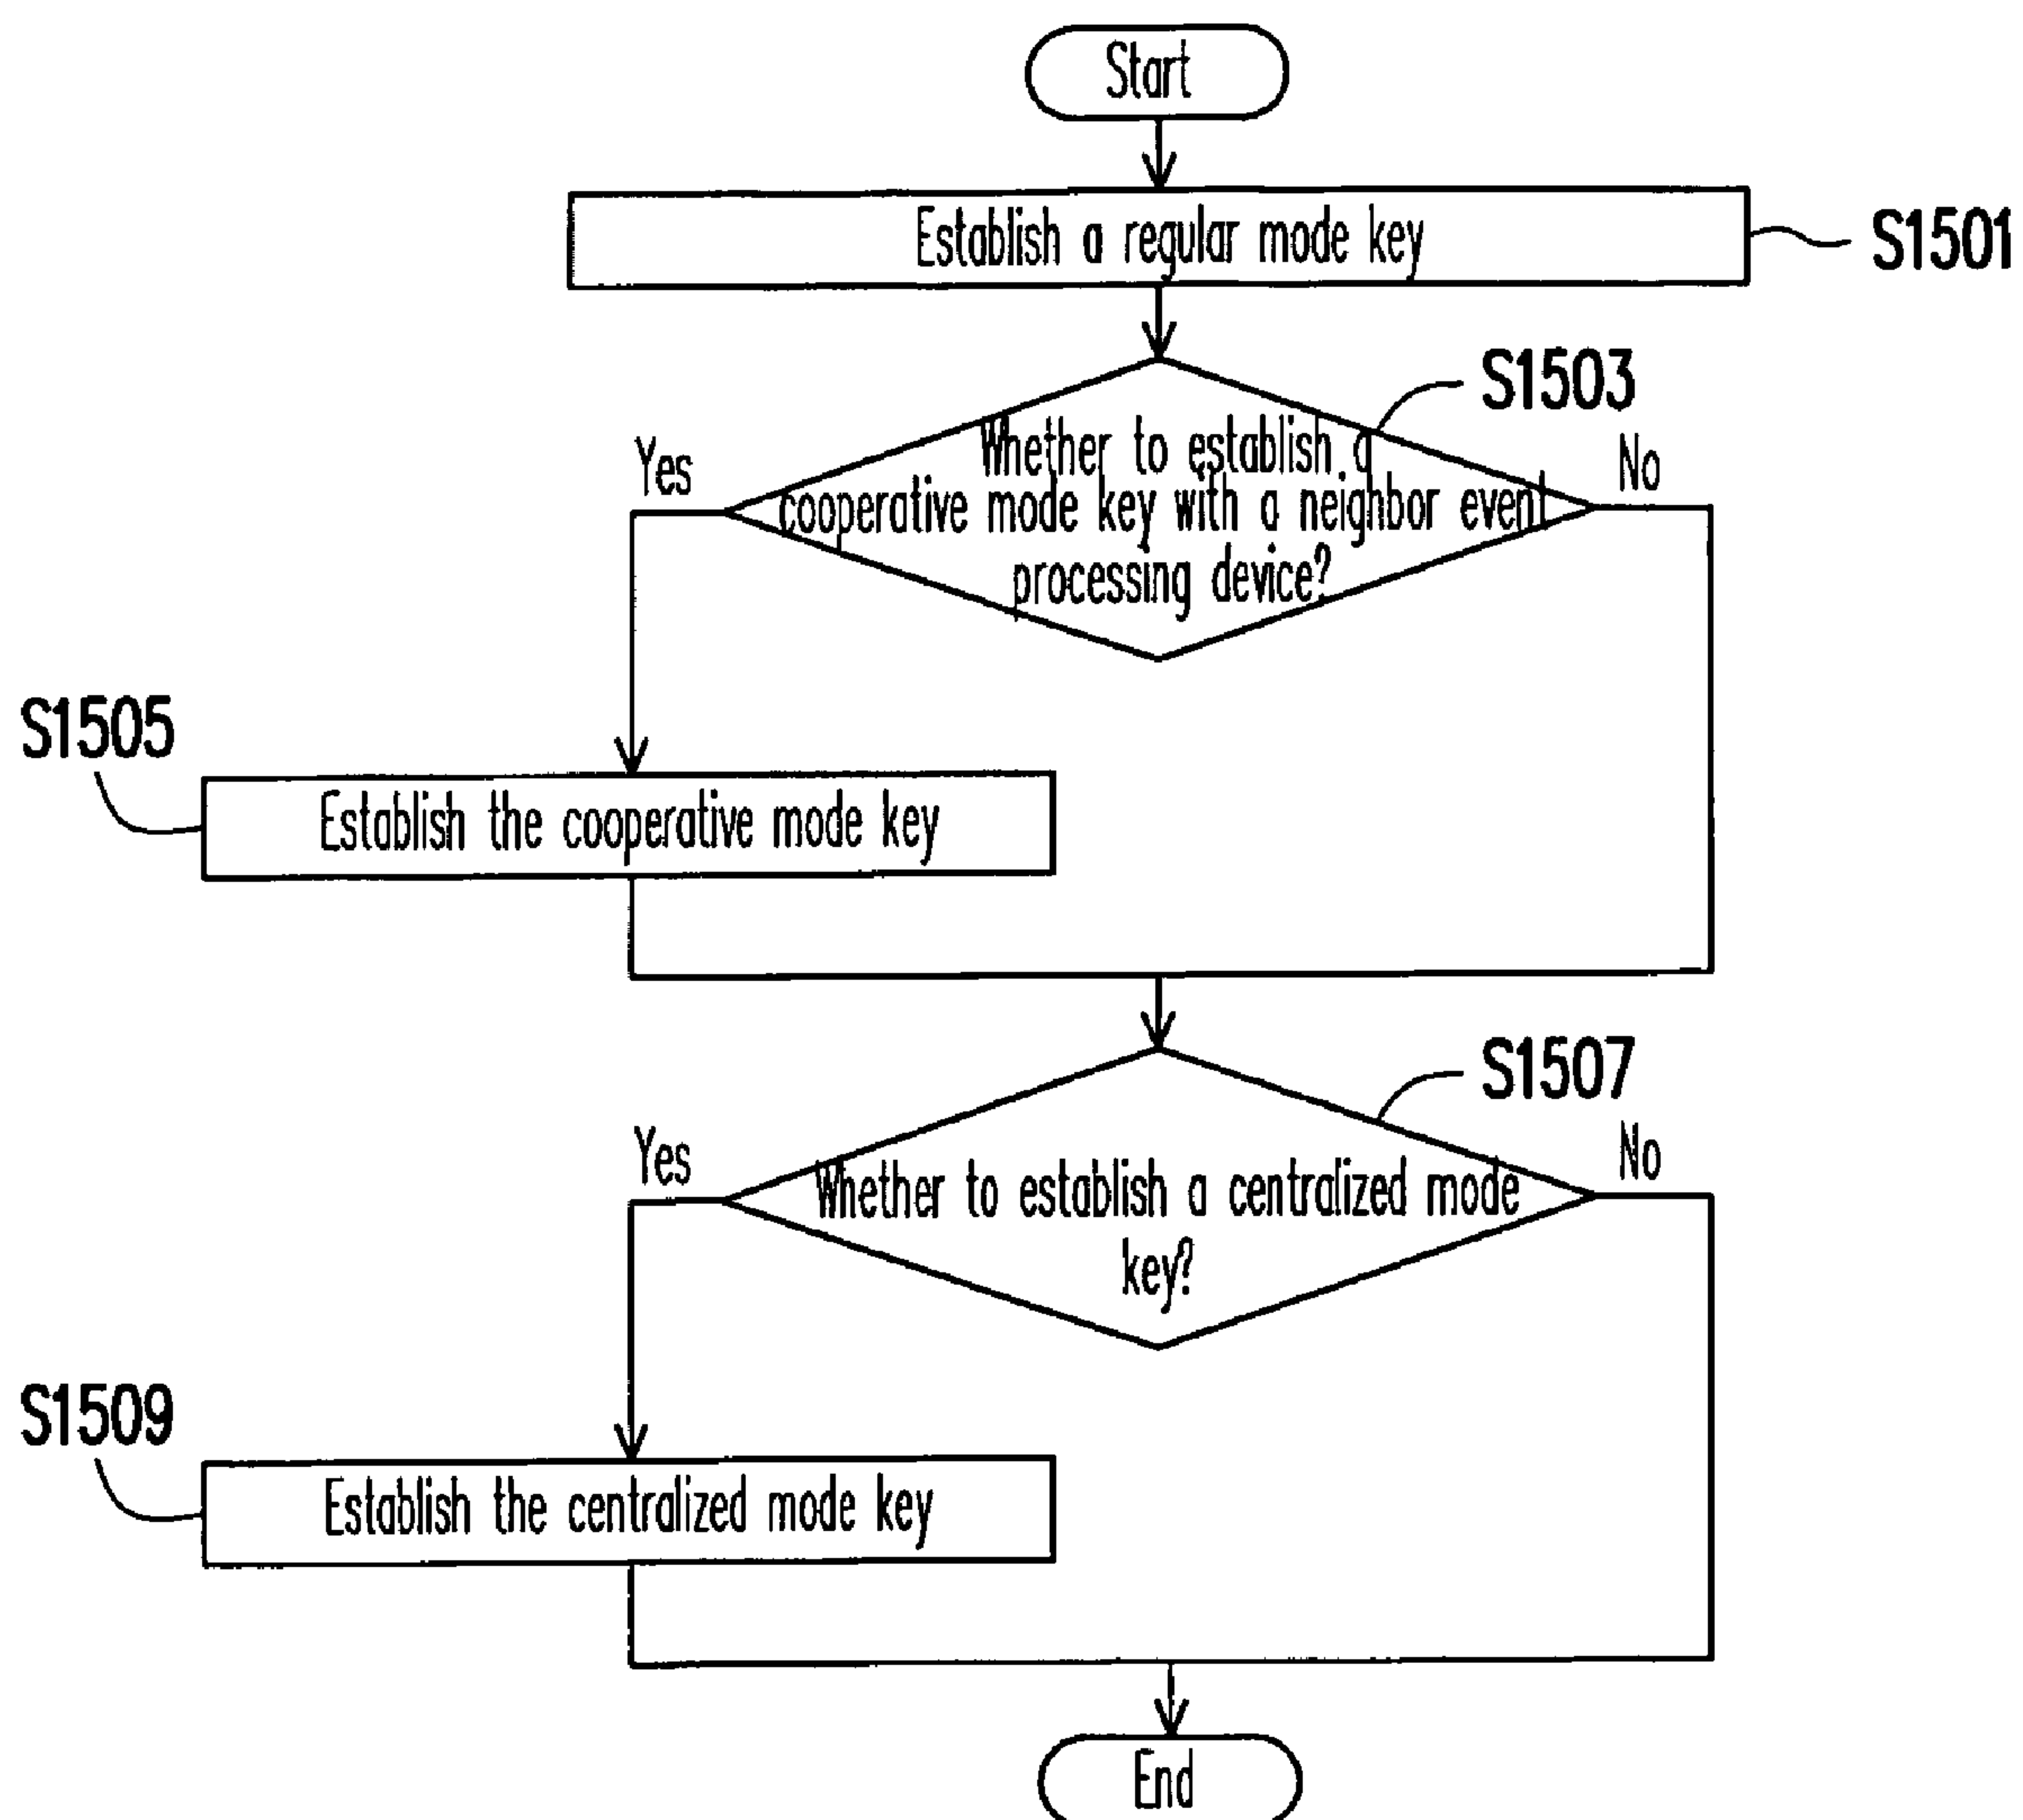 Start
Establish a regular mode key
S1501
S1503
Yes
No
Whether to establish a
cooperative mode key with a neighbor event
processing device?
S1505
Establish the cooperative mode key
S1507
Yes
No
Whether to establish a centralized mode
key?
S1509
Establish the centralized mode key
End